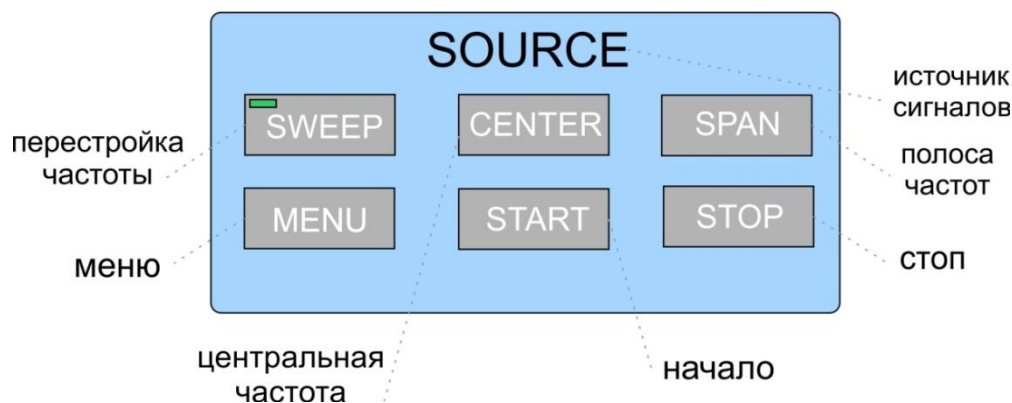 SOURCE
источник
сигналов
SWEEP
CENTER
SPAN
перестройка
частоты
полоса
частот
MENU
START
STOP
меню
стоп
центральная
частота
начало